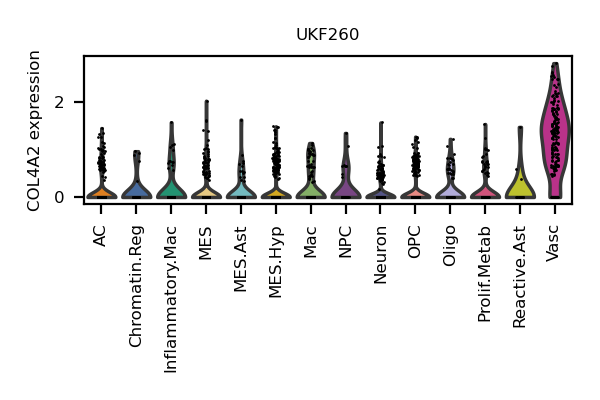 UKF260
COL4A2 expression
2
0
AC
Chromatin.Reg
Inflammatory.Mac
MES
MES.Ast
MES.Hyp
Mac
NPC
Neuron
OPC
Oligo
Prolif.Metab
Reactive.Ast
Vasc